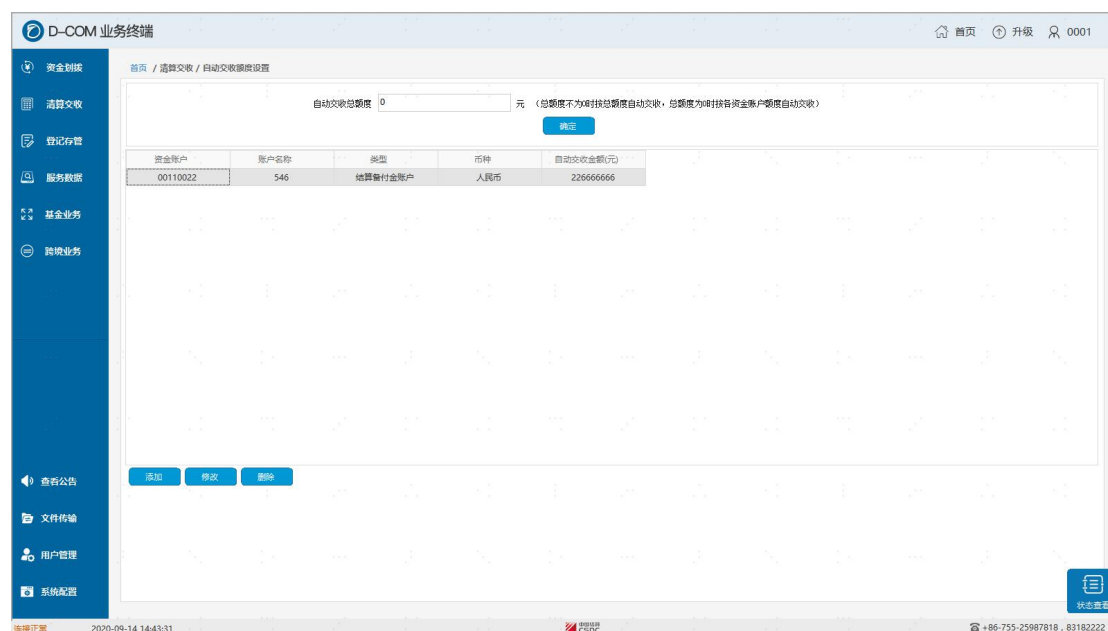 D-COM 业务终端 首页 升级 0001
资金划拨
清算交收
登记存管
服务数据
基金业务
跨境业务
查看公告
文件传输
用户管理
系统配置
首页 / 清算交收 / 自动交收额度设置
自动交收总额度 0 元 (总额度不为0时按总额度自动交收,总额度为0时按各资金账户额度自动交收)
确定
资金账户 账户名称 类型 币种 自动交收金额(元)
00110022 546 结算备付金账户 人民币 226666666
添加 修改 删除
状态查看
连接正常 2020-09-14 14:43:31 中国结算 CSDC +86-755-25987818 , 83182222